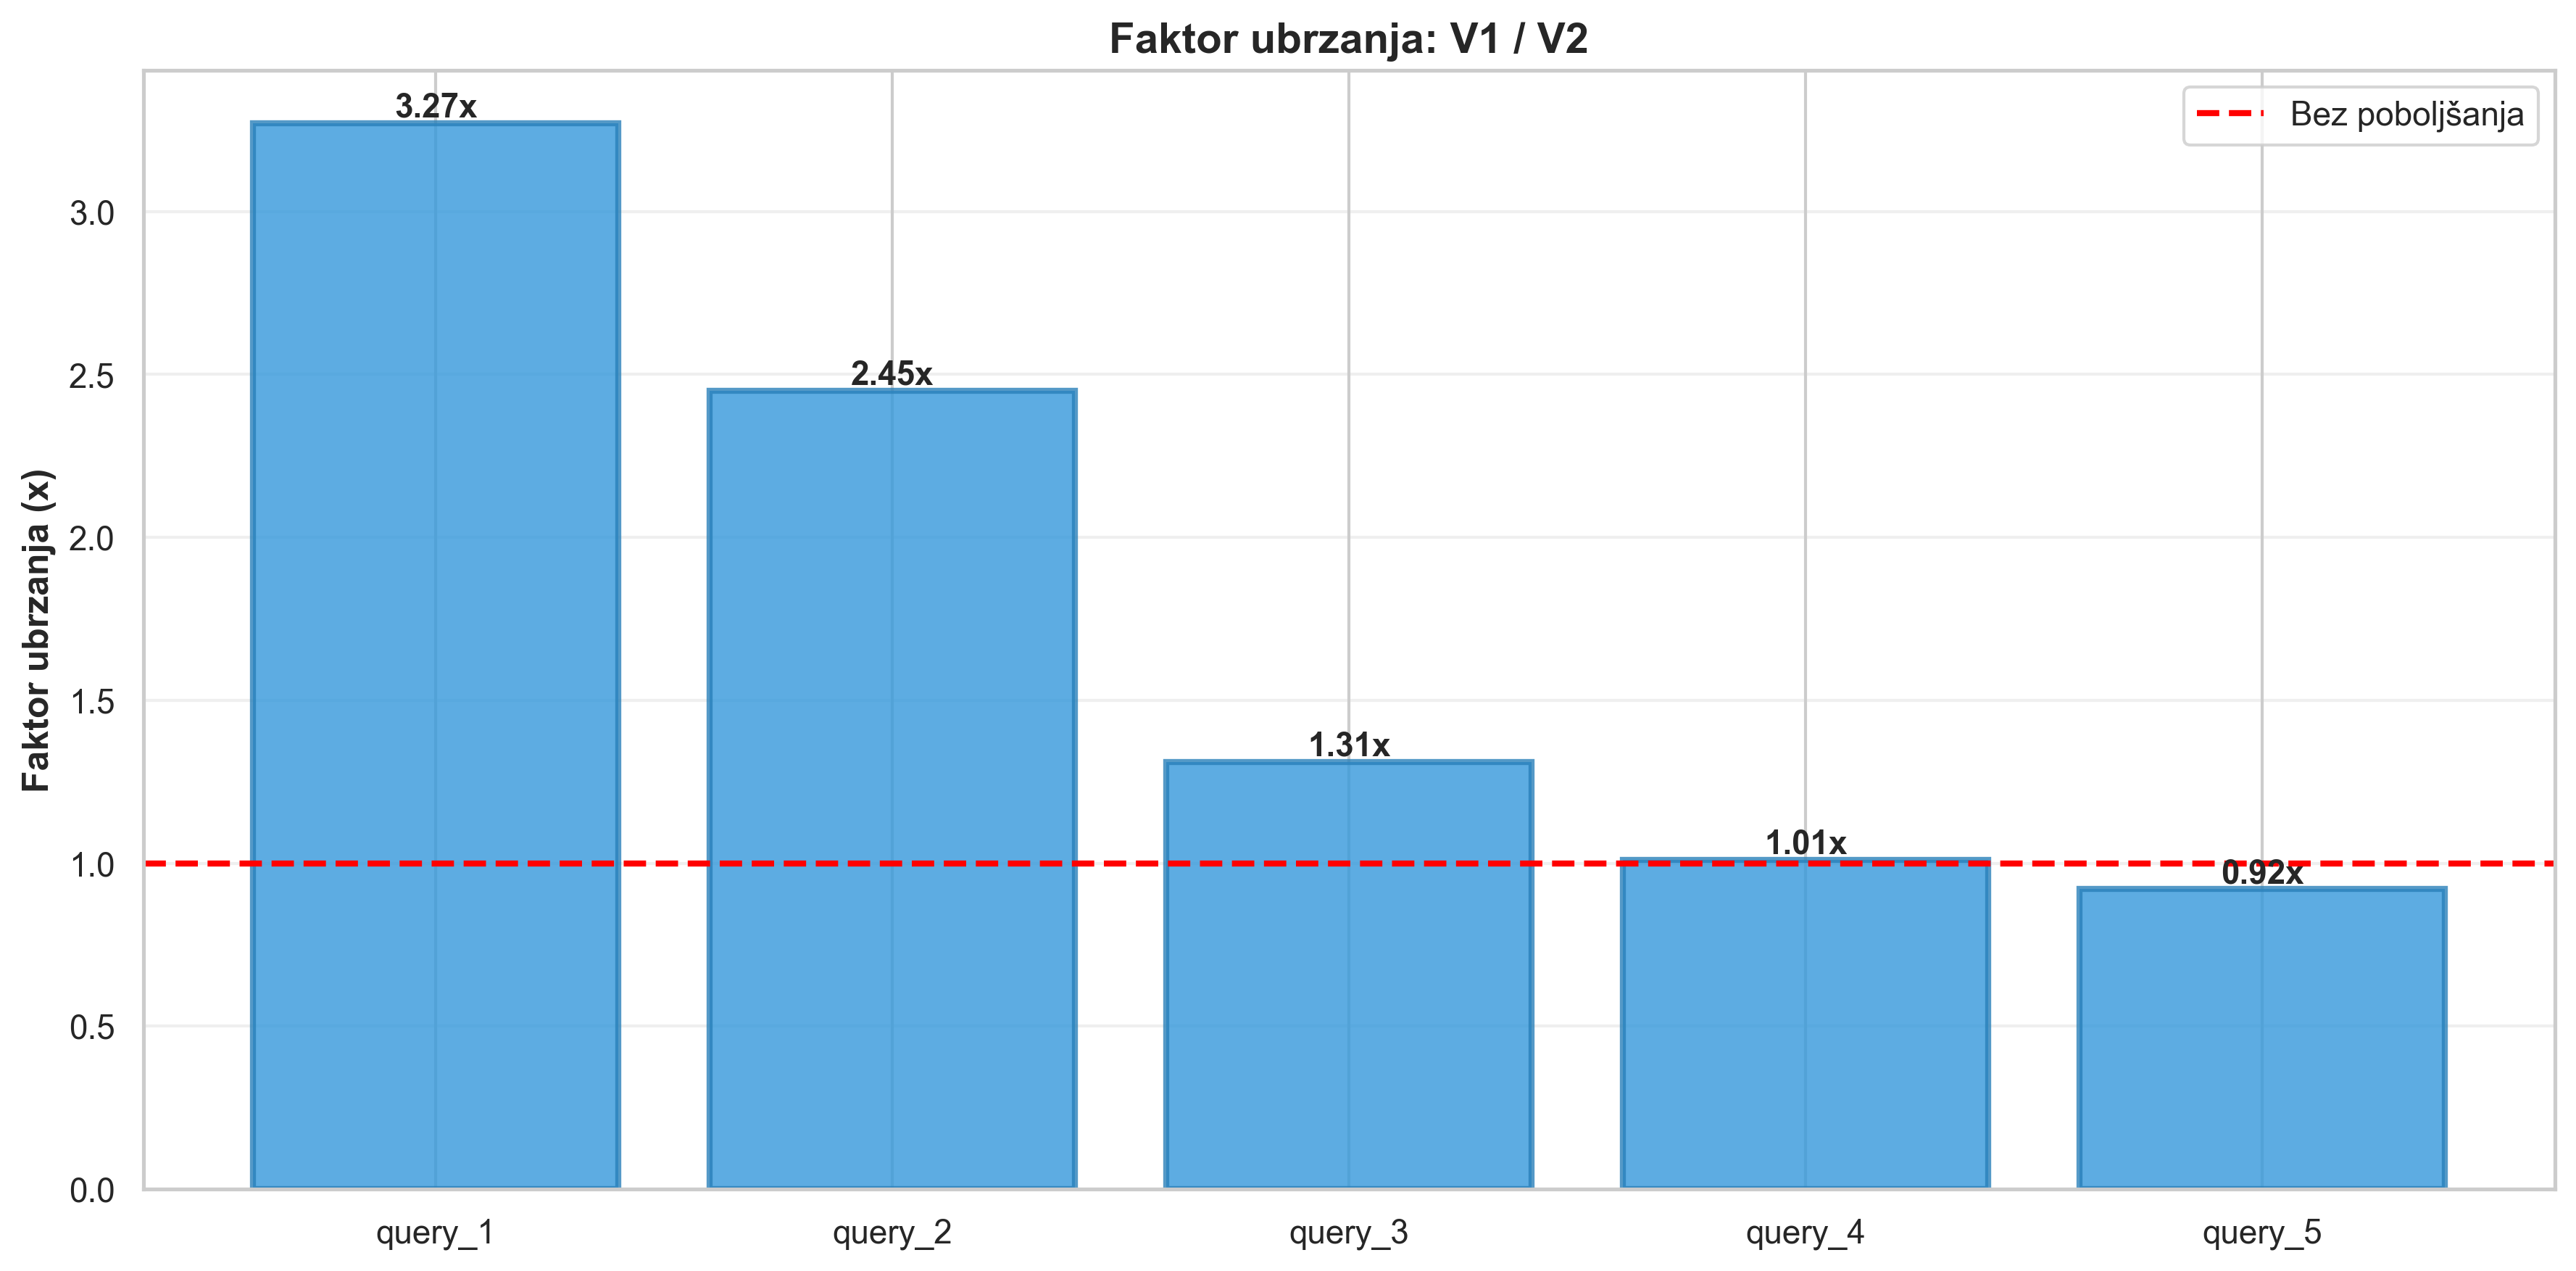 Faktor ubrzanja: V1 / V2
Bez poboljšanja
Faktor ubrzanja (x)
3.0
2.5
2.0
1.5
1.0
0.5
0.0
3.27x
2.45x
1.31x
1.01x
0.92x
query_1
query_2
query_3
query_4
query_5